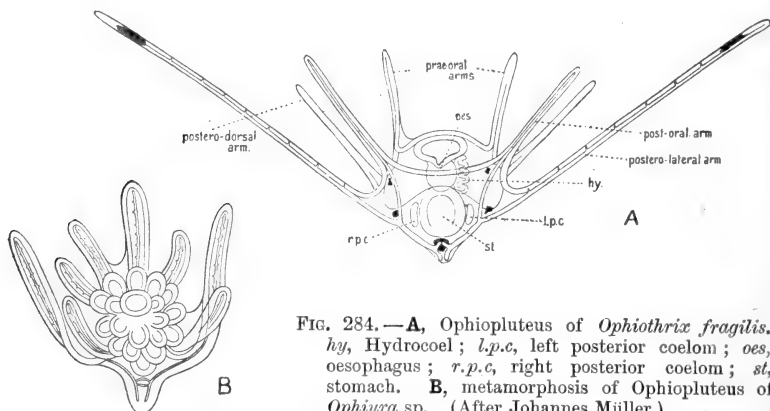 praeoral
arms
oes
postero-dorsal
arm.
post-oral arm
postero-lateral arm
hy.
A
l.p.c
r.p.c
st
B
FIG. 284.—A, Ophiopluteus of Ophiothrix fragilis.
hy, Hydrocoel; l.p.c, left posterior coelom; oes,
oesophagus; r.p.c, right posterior coelom; st,
stomach. B, metamorphosis of Ophiopluteus of
Ophiura sp. (After Johannes Müller.)